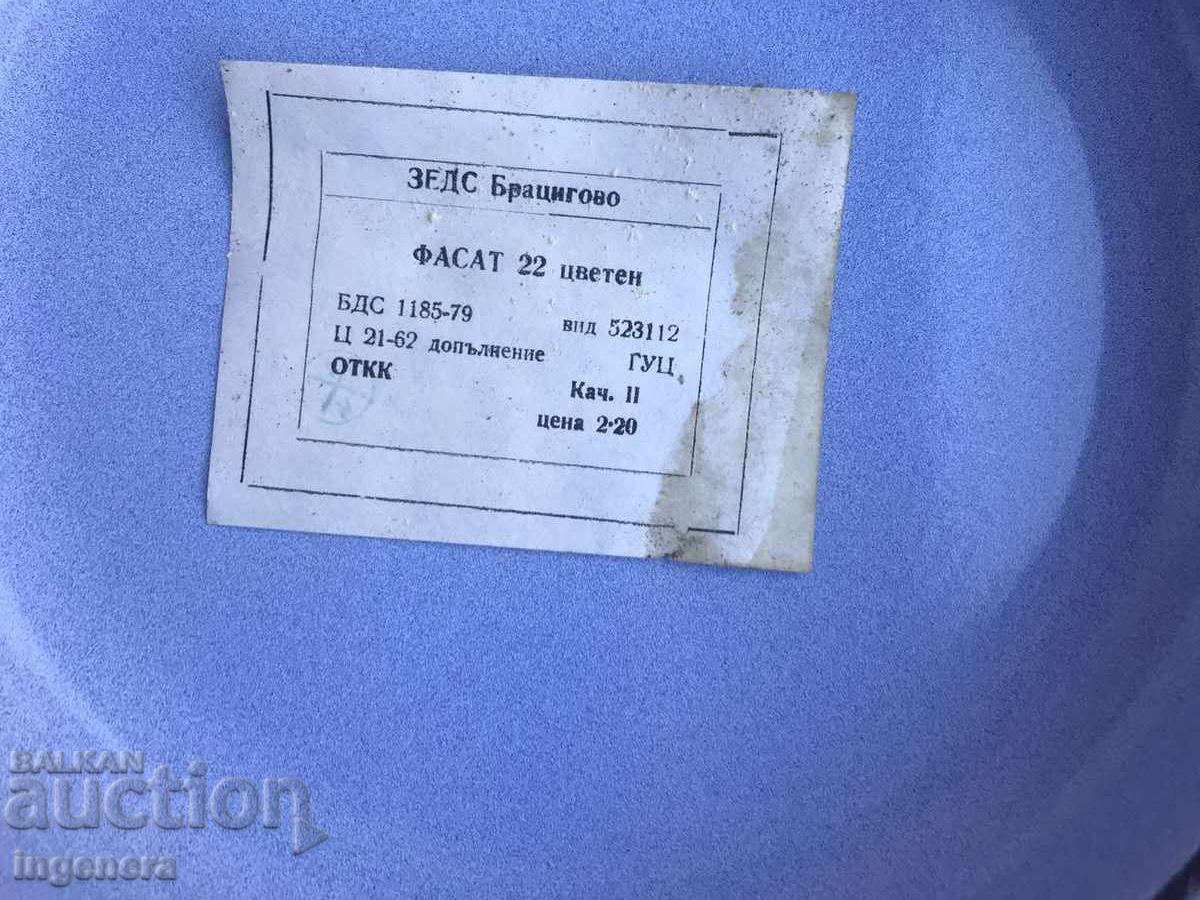 ЗЕДС Брацигово
ФАСАТ 22 цветен
БДС 1185-79 вид 523112
Ц 21-62 допълнение ГУЦ
ОТКК Кач. II
цена 2·20
BALKAN
auction
ingenera